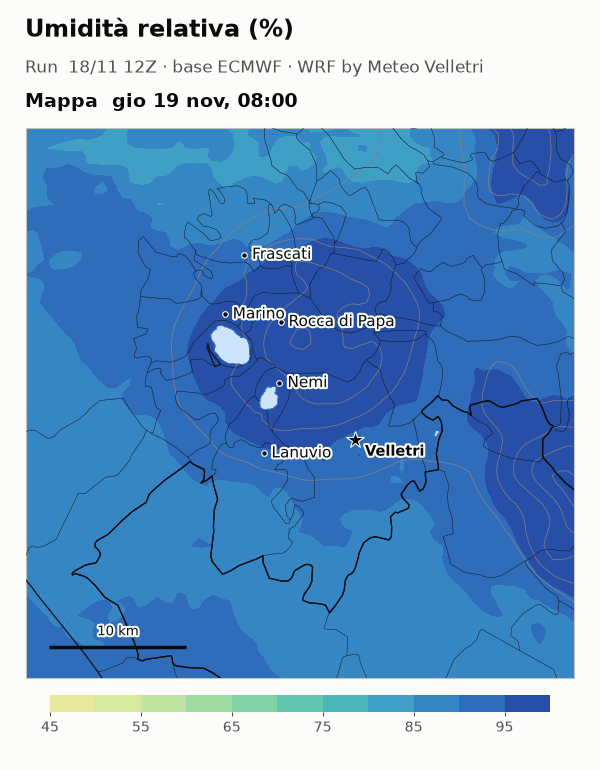 Umidità relativa (%)
Run  18/11 12Z · base ECMWF · WRF by Meteo Velletri
Mappa  gio 19 nov, 08:00
Frascati
Marino
Rocca di Papa
Nemi
Lanuvio
Velletri
10 km
45 55 65 75 85 95